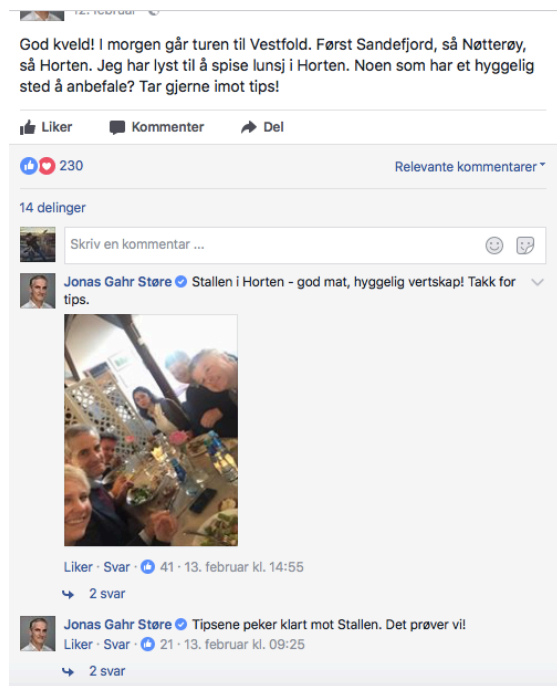 12. februar
God kveld! I morgen går turen til Vestfold. Først Sandefjord, så Nøtterøy,
så Horten. Jeg har lyst til å spise lunsj i Horten. Noen som har et hyggelig
sted å anbefale? Tar gjerne imot tips!
Liker Kommenter Del
230 Relevante kommentarer
14 delinger
Skriv en kommentar ...
Jonas Gahr Støre Stallen i Horten - god mat, hyggelig vertskap! Takk for
tips.
Liker · Svar · 41 · 13. februar kl. 14:55
2 svar
Jonas Gahr Støre Tipsene peker klart mot Stallen. Det prøver vi!
Liker · Svar · 21 · 13. februar kl. 09:25
2 svar